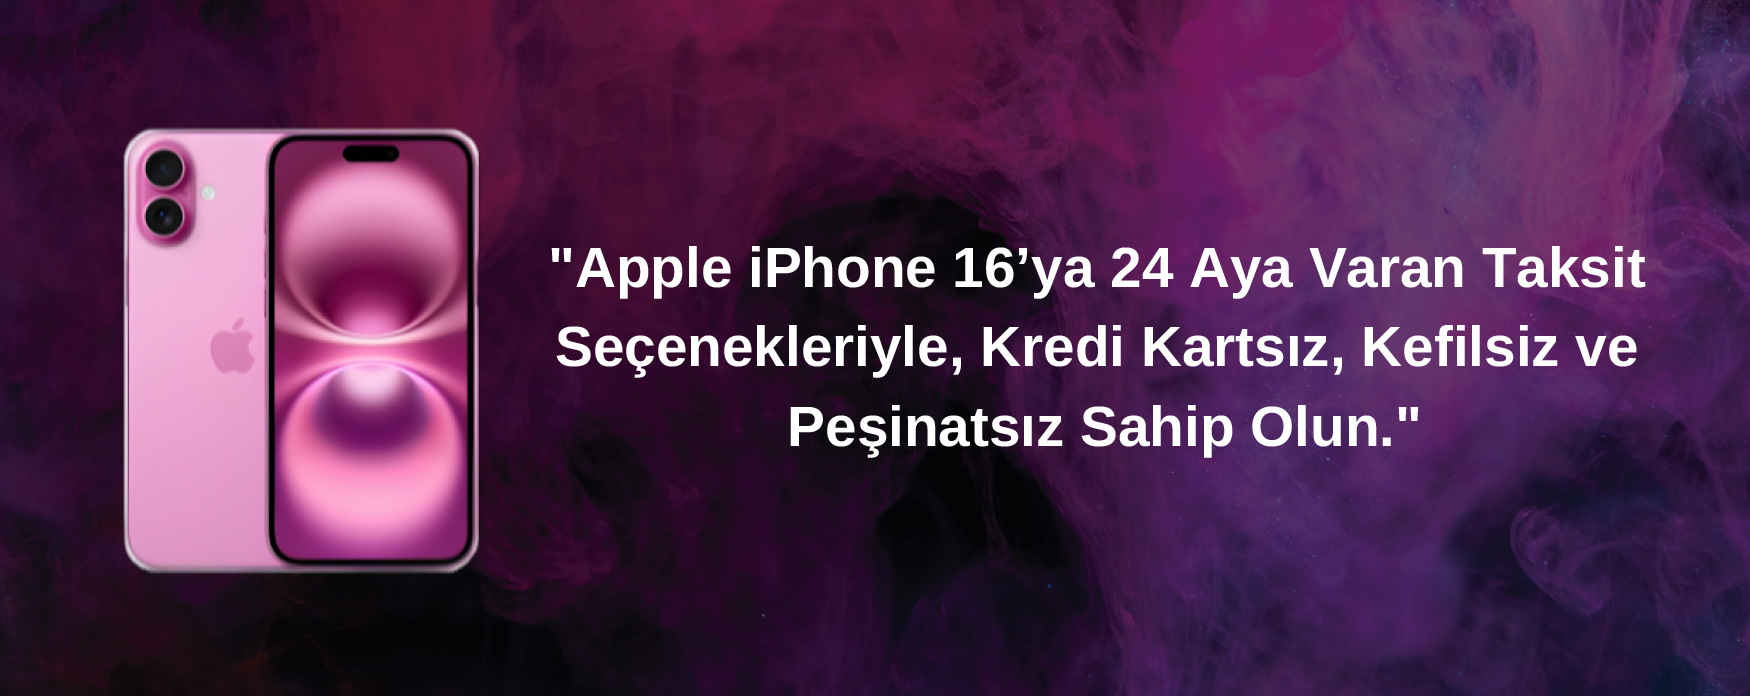 "Apple iPhone 16’ya 24 Aya Varan Taksit
Seçenekleriyle, Kredi Kartsız, Kefilsiz ve
Peşinatsız Sahip Olun."